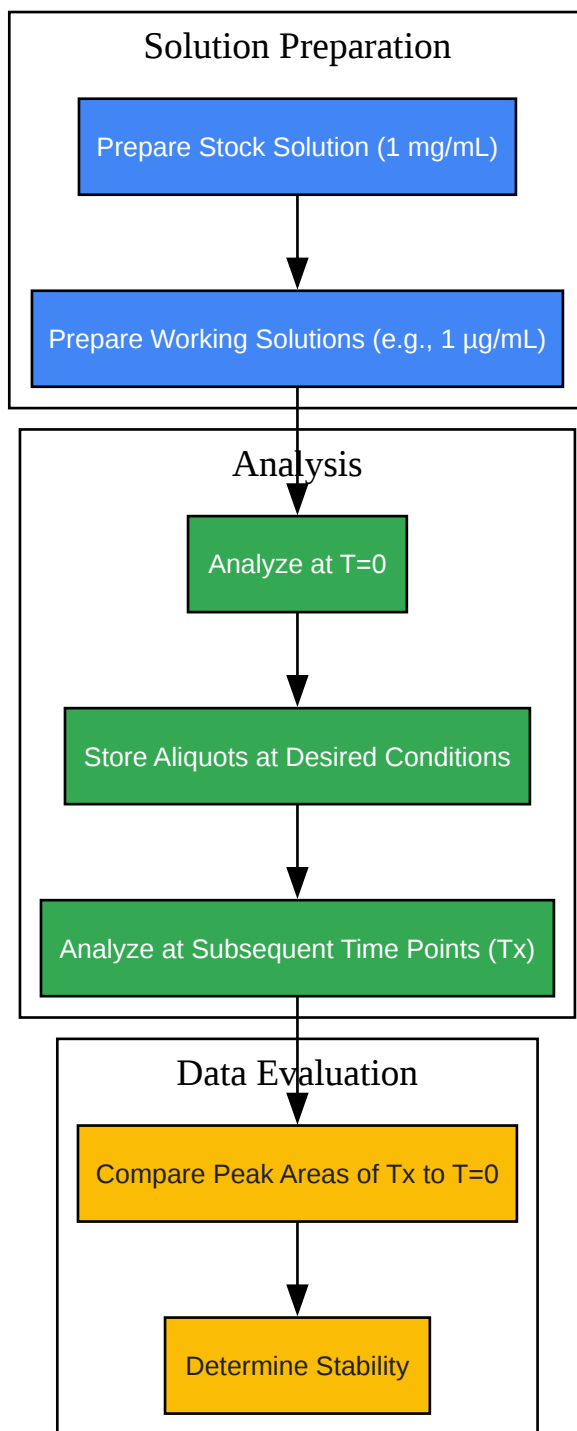 Solution Preparation
Prepare Stock Solution (1 mg/mL)
Prepare Working Solutions (e.g., 1 µg/mL)
Analysis
Analyze at T=0
Store Aliquots at Desired Conditions
Analyze at Subsequent Time Points (Tx)
Data Evaluation
Compare Peak Areas of Tx to T=0
Determine Stability